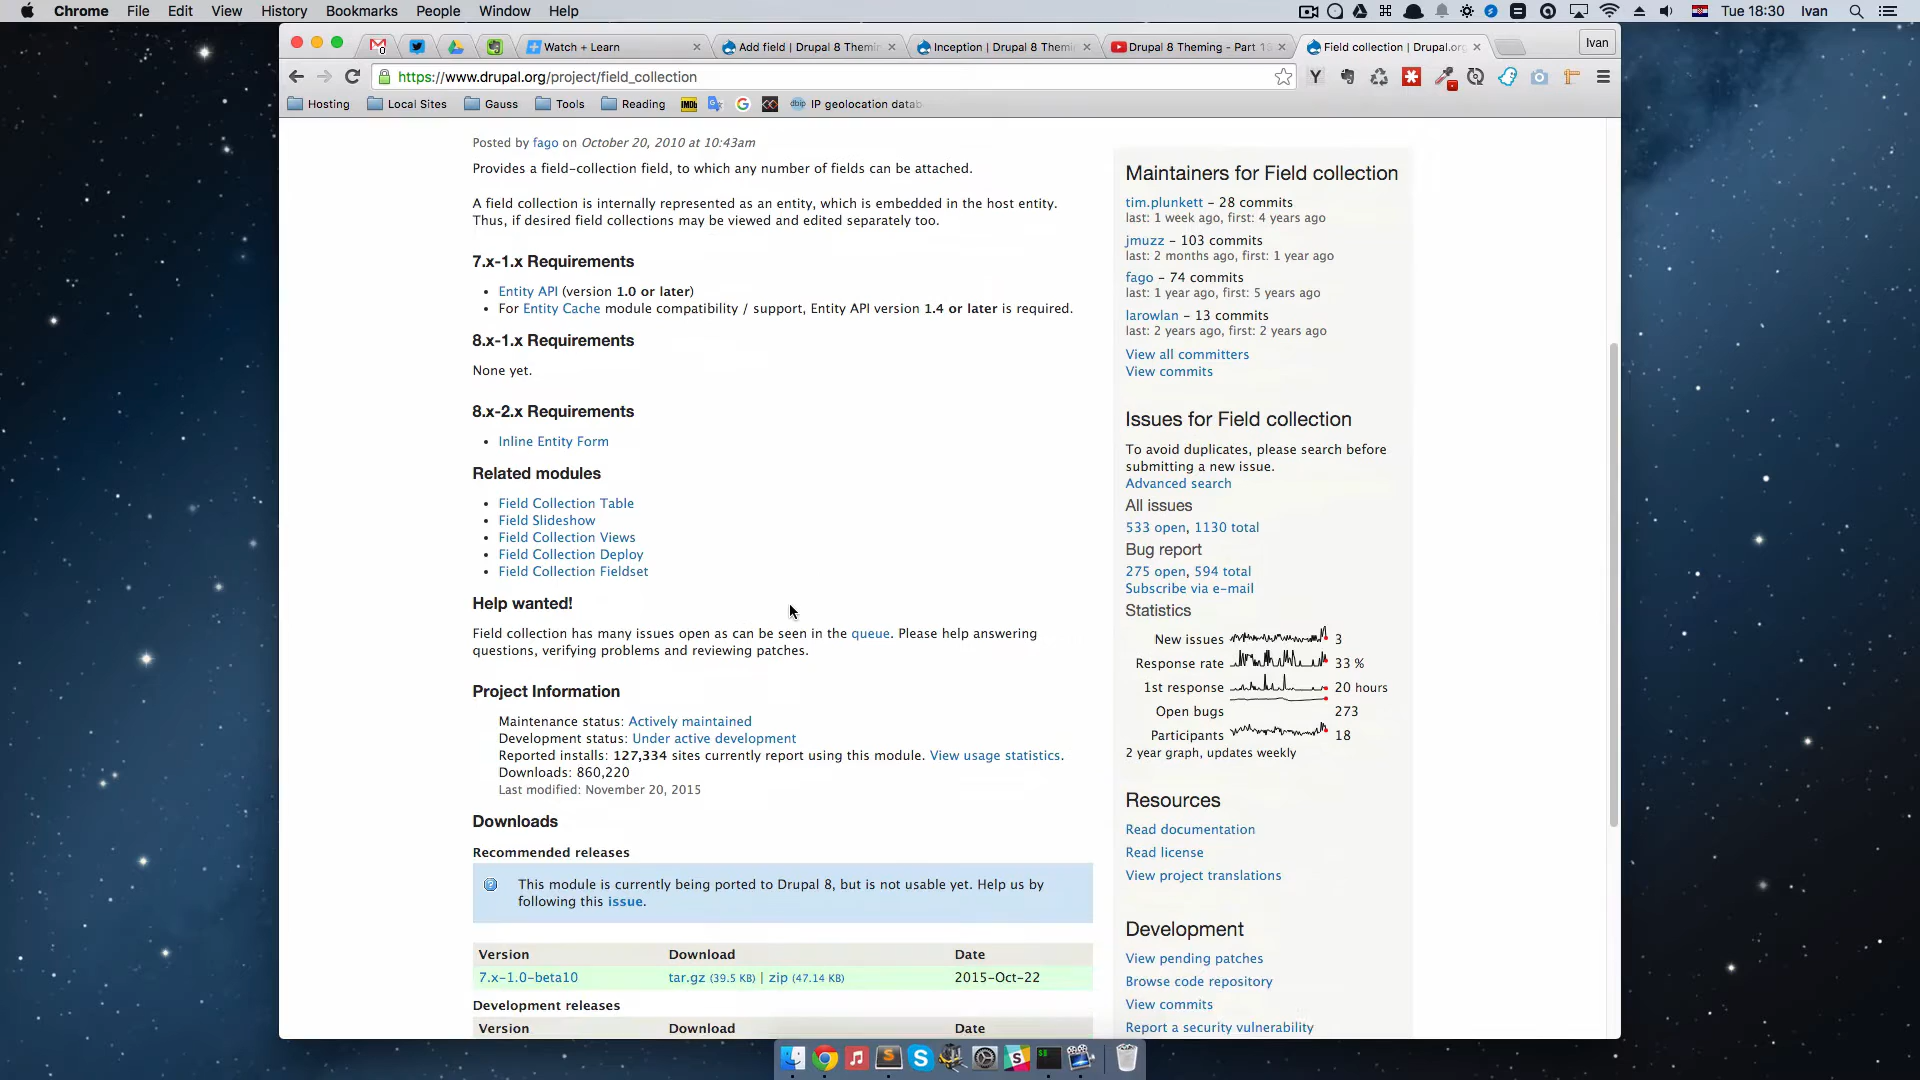 Chrome File Edit View History Bookmarks People Window Help
Tue 18:30 Ivan
0
Watch + Learn
Add field | Drupal 8 Themin
Inception | Drupal 8 Themin
Drupal 8 Theming - Part 1
Field collection | Drupal.org
Ivan
https://www.drupal.org/project/field_collection
Hosting Local Sites Gauss Tools Reading IMDb dbip IP geolocation datab
Posted by fago on October 20, 2010 at 10:43am
Provides a field-collection field, to which any number of fields can be attached.
A field collection is internally represented as an entity, which is embedded in the host entity.
Thus, if desired field collections may be viewed and edited separately too.
7.x-1.x Requirements
Entity API (version 1.0 or later)
For Entity Cache module compatibility / support, Entity API version 1.4 or later is required.
8.x-1.x Requirements
None yet.
8.x-2.x Requirements
Inline Entity Form
Related modules
Field Collection Table
Field Slideshow
Field Collection Views
Field Collection Deploy
Field Collection Fieldset
Help wanted!
Field collection has many issues open as can be seen in the queue. Please help answering
questions, verifying problems and reviewing patches.
Project Information
Maintenance status: Actively maintained
Development status: Under active development
Reported installs: 127,334 sites currently report using this module. View usage statistics.
Downloads: 860,220
Last modified: November 20, 2015
Downloads
Recommended releases
This module is currently being ported to Drupal 8, but is not usable yet. Help us by
following this issue.
Version Download Date
7.x-1.0-beta10 tar.gz (39.5 KB) | zip (47.14 KB) 2015-Oct-22
Development releases
Version Download Date
Maintainers for Field collection
tim.plunkett – 28 commits
last: 1 week ago, first: 4 years ago
jmuzz – 103 commits
last: 2 months ago, first: 1 year ago
fago – 74 commits
last: 1 year ago, first: 5 years ago
larowlan – 13 commits
last: 2 years ago, first: 2 years ago
View all committers
View commits
Issues for Field collection
To avoid duplicates, please search before
submitting a new issue.
Advanced search
All issues
533 open, 1130 total
Bug report
275 open, 594 total
Subscribe via e-mail
Statistics
New issues 3
Response rate 33 %
1st response 20 hours
Open bugs 273
Participants 18
2 year graph, updates weekly
Resources
Read documentation
Read license
View project translations
Development
View pending patches
Browse code repository
View commits
Report a security vulnerability